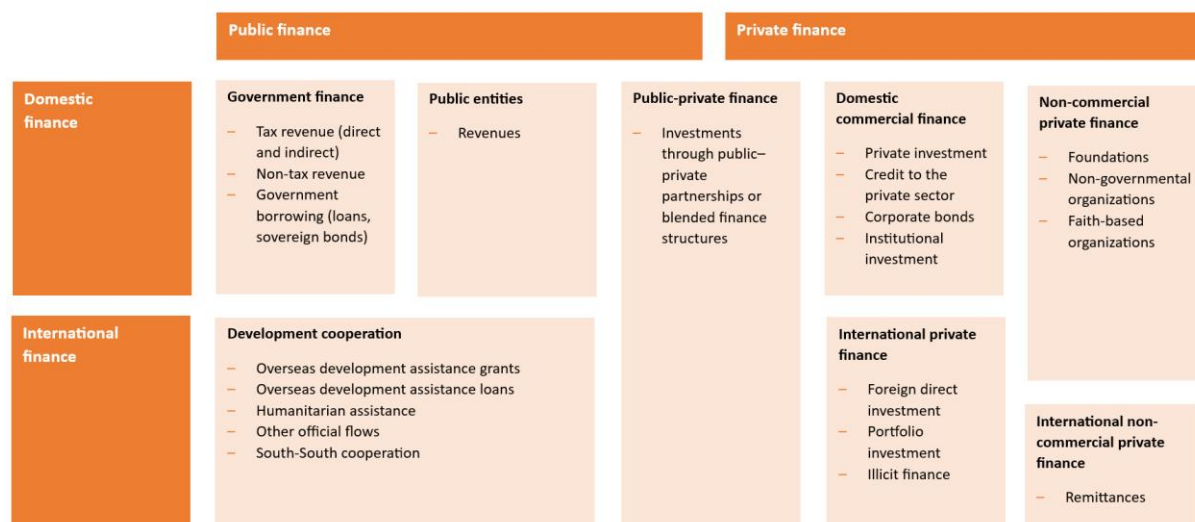 Public finance
Private finance
Domestic
finance
Government finance
– Tax revenue (direct
and indirect)
– Non-tax revenue
– Government
borrowing (loans,
sovereign bonds)
Public entities
– Revenues
Public-private finance
– Investments
through public–
private
partnerships or
blended finance
structures
Domestic
commercial finance
– Private investment
– Credit to the
private sector
– Corporate bonds
– Institutional
investment
Non-commercial
private finance
– Foundations
– Non-governmental
organizations
– Faith-based
organizations
International
finance
Development cooperation
– Overseas development assistance grants
– Overseas development assistance loans
– Humanitarian assistance
– Other official flows
– South-South cooperation
International private
finance
– Foreign direct
investment
– Portfolio
investment
– Illicit finance
International non-
commercial private
finance
– Remittances